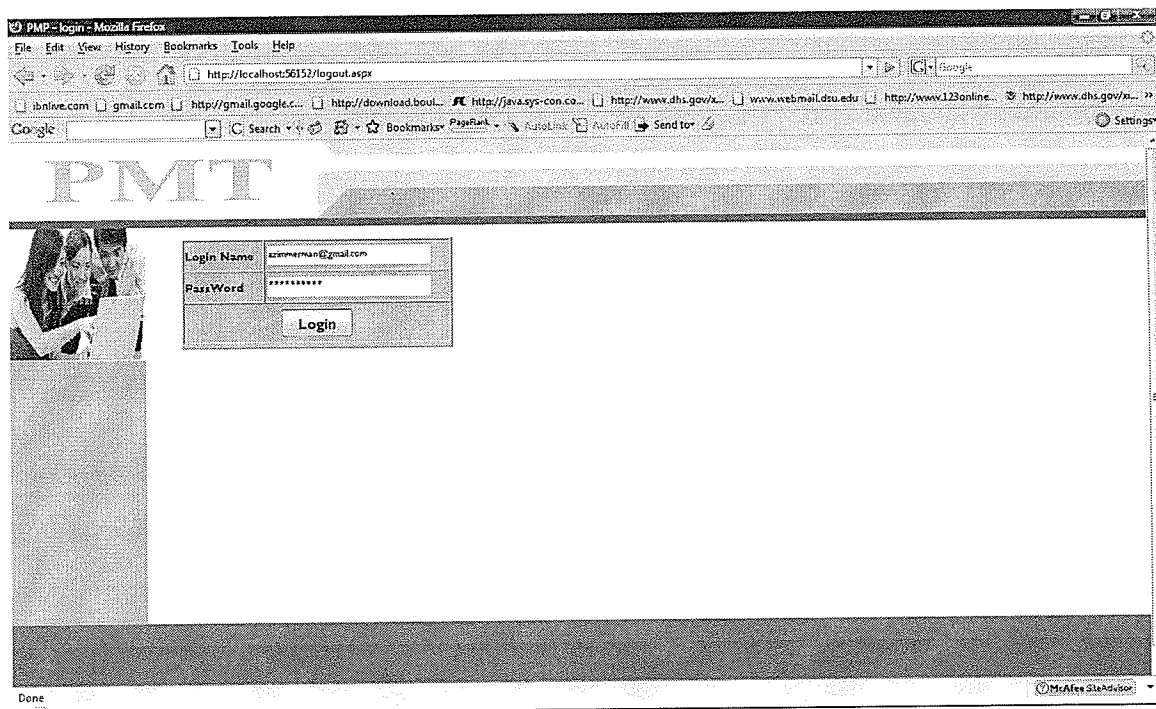 PMP - login - Mozilla Firefox
File Edit View History Bookmarks Tools Help
http://localhost:56152/logout.aspx
Google
ibnlive.com gmail.com http://gmail.google.c... http://download.boul... http://java.sys-con.co... http://www.dhs.gov/x... www.webmail.dsu.edu http://www.123online... http://www.dhs.gov/xi... »
Google Search Bookmarks PageRank AutoLink AutoFill Send to Settings
PMT
Login Name azimmerman@gmail.com
PassWord **********
Login
Done
McAfee SiteAdvisor